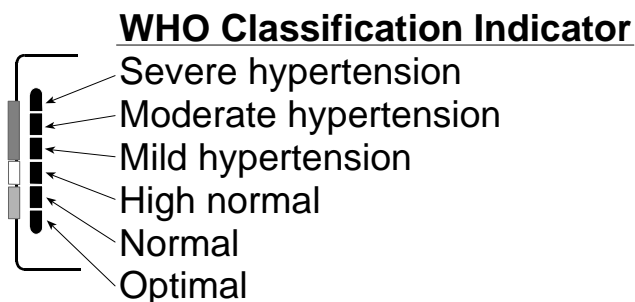 WHO Classification Indicator
Severe hypertension
Moderate hypertension
Mild hypertension
High normal
Normal
Optimal